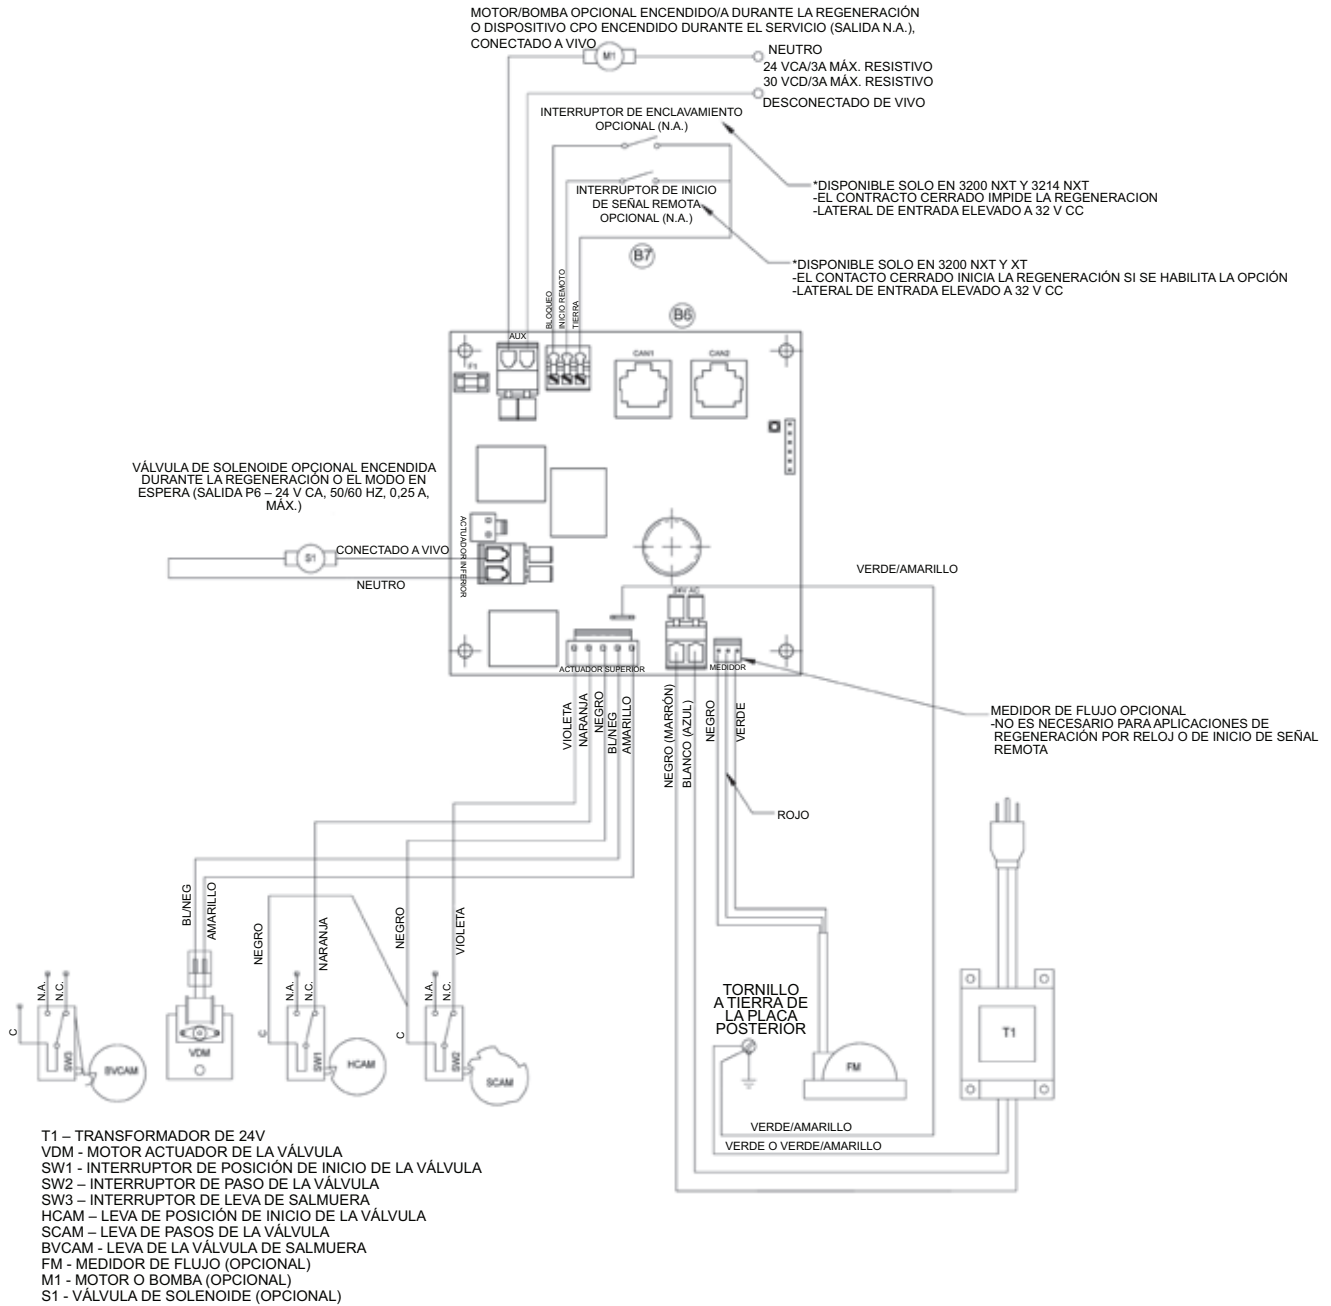 MOTOR/BOMBA OPCIONAL ENCENDIDO/A DURANTE LA REGENERACIÓN
O DISPOSITIVO CPO ENCENDIDO DURANTE EL SERVICIO (SALIDA N.A.),
CONECTADO A VIVO
M1
NEUTRO
24 VCA/3A MÁX. RESISTIVO
30 VCD/3A MÁX. RESISTIVO
DESCONECTADO DE VIVO
INTERRUPTOR DE ENCLAVAMIENTO
OPCIONAL (N.A.)
*DISPONIBLE SOLO EN 3200 NXT Y 3214 NXT
-EL CONTRACTO CERRADO IMPIDE LA REGENERACION
-LATERAL DE ENTRADA ELEVADO A 32 V CC
INTERRUPTOR DE INICIO
DE SEÑAL REMOTA
OPCIONAL (N.A.)
*DISPONIBLE SOLO EN 3200 NXT Y XT
-EL CONTACTO CERRADO INICIA LA REGENERACIÓN SI SE HABILITA LA OPCIÓN
-LATERAL DE ENTRADA ELEVADO A 32 V CC
B7
B6
BLOQUEO
INICIO REMOTO
TIERRA
AUX
F1
CAN1
CAN2
VÁLVULA DE SOLENOIDE OPCIONAL ENCENDIDA
DURANTE LA REGENERACIÓN O EL MODO EN
ESPERA (SALIDA P6 – 24 V CA, 50/60 HZ, 0,25 A,
MÁX.)
S1
CONECTADO A VIVO
NEUTRO
ACTUADOR INFERIOR
24V AC
VERDE/AMARILLO
ACTUADOR SUPERIOR
MEDIDOR
VIOLETA
NARANJA
NEGRO
BL/NEG
AMARILLO
NEGRO (MARRÓN)
BLANCO (AZUL)
NEGRO
VERDE
MEDIDOR DE FLUJO OPCIONAL
-NO ES NECESARIO PARA APLICACIONES DE
REGENERACIÓN POR RELOJ O DE INICIO DE SEÑAL
REMOTA
ROJO
BL/NEG
AMARILLO
NEGRO
NARANJA
NEGRO
VIOLETA
N.A.
N.C.
C
SW3
BVCAM
VDM
N.A.
N.C.
C
SW1
HCAM
N.A.
N.C.
C
SW2
SCAM
TORNILLO
A TIERRA DE
LA PLACA
POSTERIOR
FM
T1
VERDE/AMARILLO
VERDE O VERDE/AMARILLO
T1 – TRANSFORMADOR DE 24V
VDM - MOTOR ACTUADOR DE LA VÁLVULA
SW1 - INTERRUPTOR DE POSICIÓN DE INICIO DE LA VÁLVULA
SW2 – INTERRUPTOR DE PASO DE LA VÁLVULA
SW3 – INTERRUPTOR DE LEVA DE SALMUERA
HCAM – LEVA DE POSICIÓN DE INICIO DE LA VÁLVULA
SCAM – LEVA DE PASOS DE LA VÁLVULA
BVCAM - LEVA DE LA VÁLVULA DE SALMUERA
FM - MEDIDOR DE FLUJO (OPCIONAL)
M1 - MOTOR O BOMBA (OPCIONAL)
S1 - VÁLVULA DE SOLENOIDE (OPCIONAL)